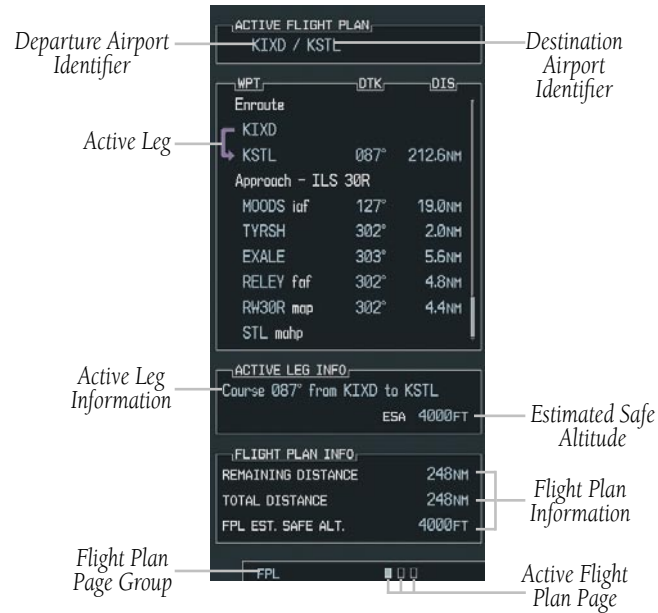 ACTIVE FLIGHT PLAN
Departure Airport
Identifier
KIXD / KSTL
Destination
Airport
Identifier
WPT DTK DIS
Enroute
Active Leg
KIXD
KSTL 087° 212.6NM
Approach - ILS 30R
MOODS iaf 127° 19.0NM
TYRSH 302° 2.0NM
EXALE 303° 5.6NM
RELEY faf 302° 4.8NM
RW30R map 302° 4.4NM
STL mahp
ACTIVE LEG INFO
Active Leg
Information
Course 087° from KIXD to KSTL
ESA 4000FT
Estimated Safe
Altitude
FLIGHT PLAN INFO
REMAINING DISTANCE 248NM
TOTAL DISTANCE 248NM
FPL EST. SAFE ALT. 4000FT
Flight Plan
Information
Flight Plan
Page Group
FPL
Active Flight
Plan Page